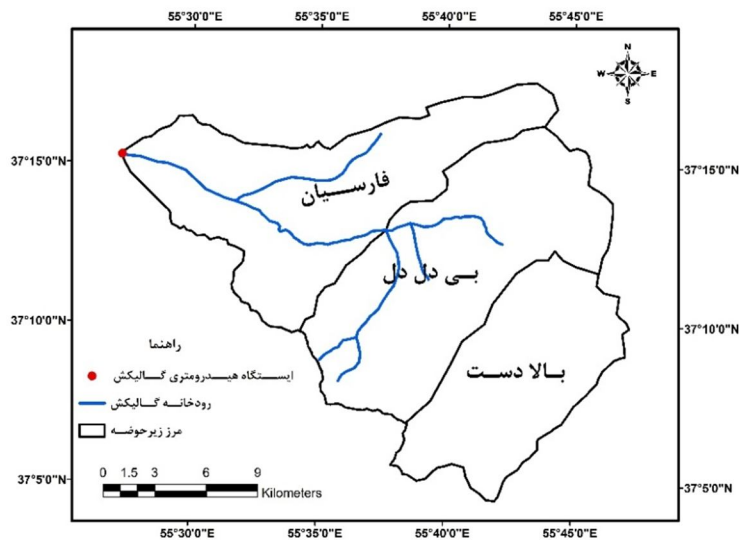 55°30'0"E 55°35'0"E 55°40'0"E 55°45'0"E
N
W E
S
37°15'0"N 37°15'0"N
فارسیان
بی دل دل
37°10'0"N 37°10'0"N
راهنما
بالا دست
ایستگاه هیدرومتری گالیکش
رودخانه گالیکش
مرز زیرحوضه
37°5'0"N 37°5'0"N
0 1.5 3 6 9
Kilometers
55°30'0"E 55°35'0"E 55°40'0"E 55°45'0"E